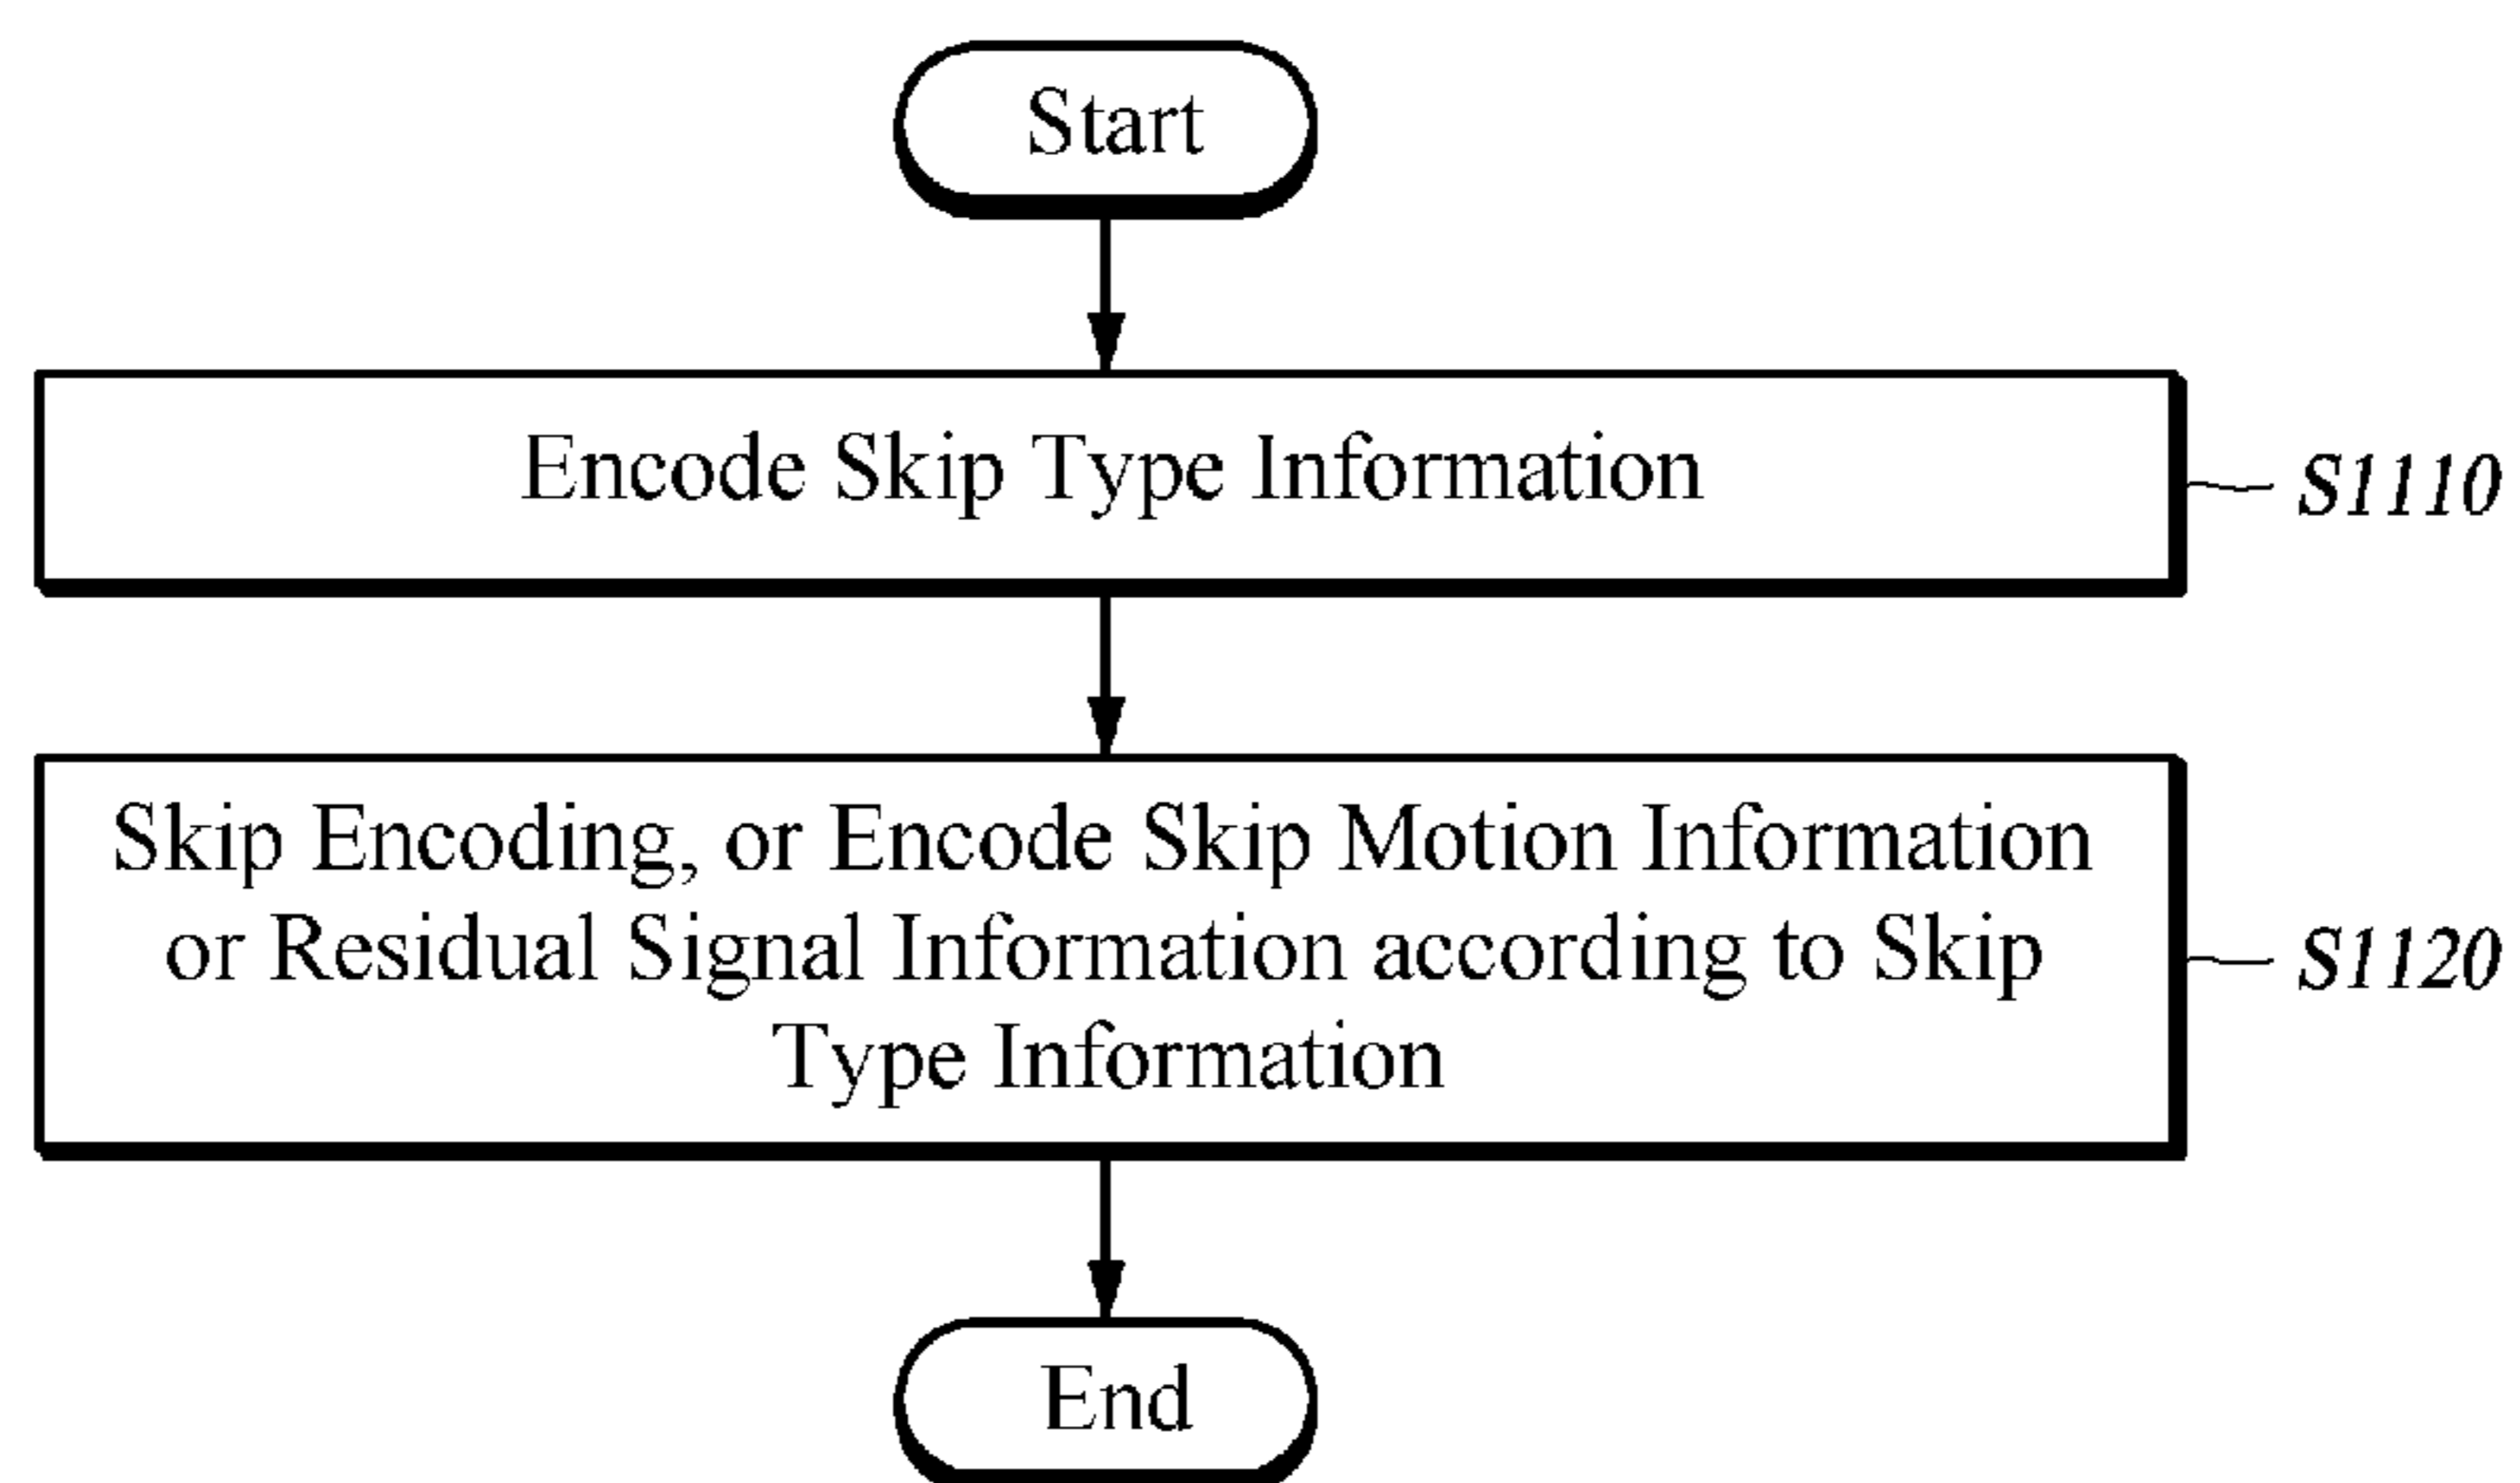 Start
Encode Skip Type Information
S1110
Skip Encoding, or Encode Skip Motion Information
or Residual Signal Information according to Skip
Type Information
S1120
End